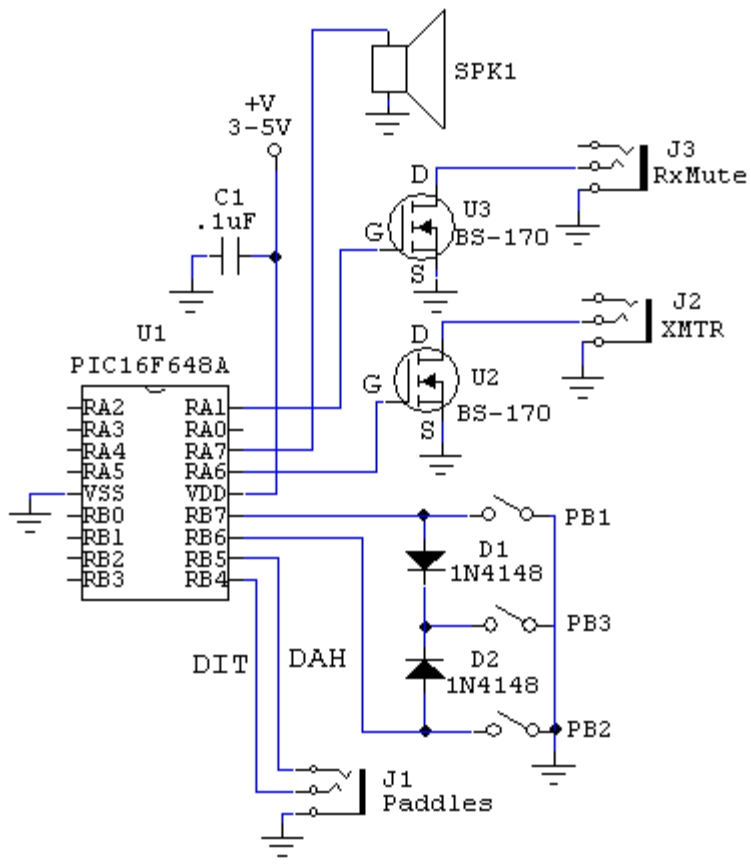 SPK1
+V
3-5V
C1
.1uF
D
U3
BS-170
G
S
J3
RxMute
J2
XMTR
D
U2
BS-170
G
S
U1
PIC16F648A
RA2 RA1
RA3 RA0
RA4 RA7
RA5 RA6
VSS VDD
RB0 RB7
RB1 RB6
RB2 RB5
RB3 RB4
PB1
D1
1N4148
PB3
D2
1N4148
PB2
DIT
DAH
J1
Paddles